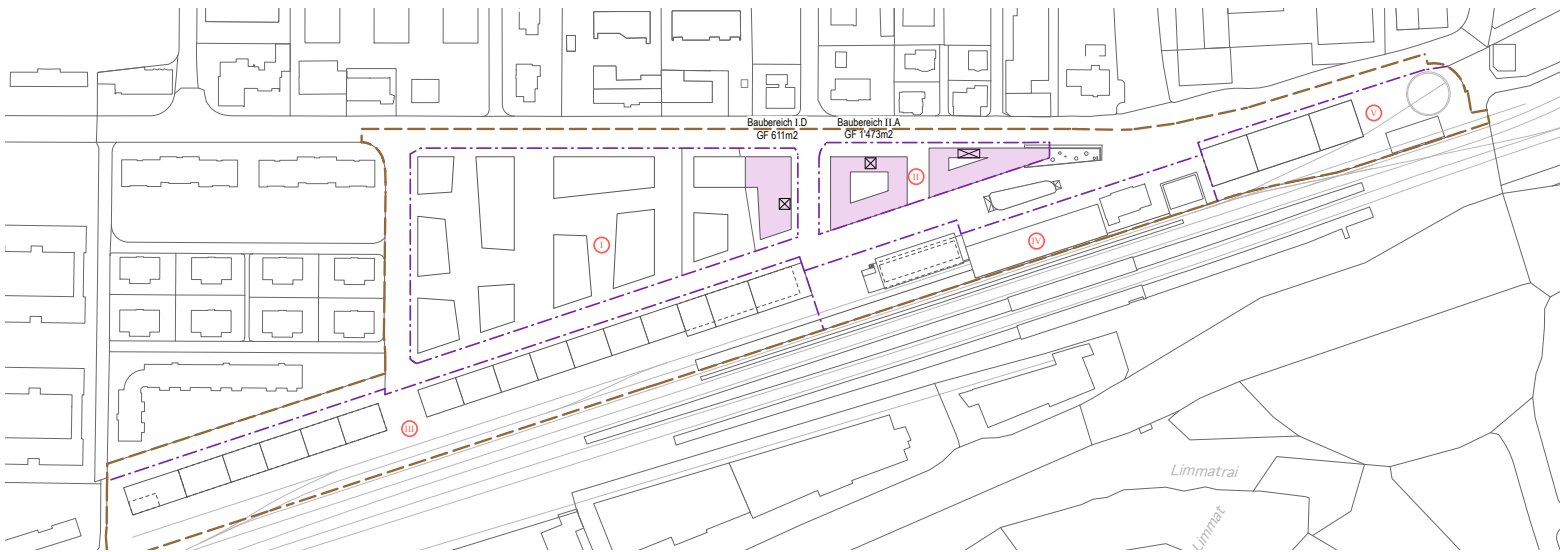 Baubereich I.D
GF 611m2
Baubereich II.A
GF 1'473m2
V
II
I
IV
III
Limmatrai
Limmat